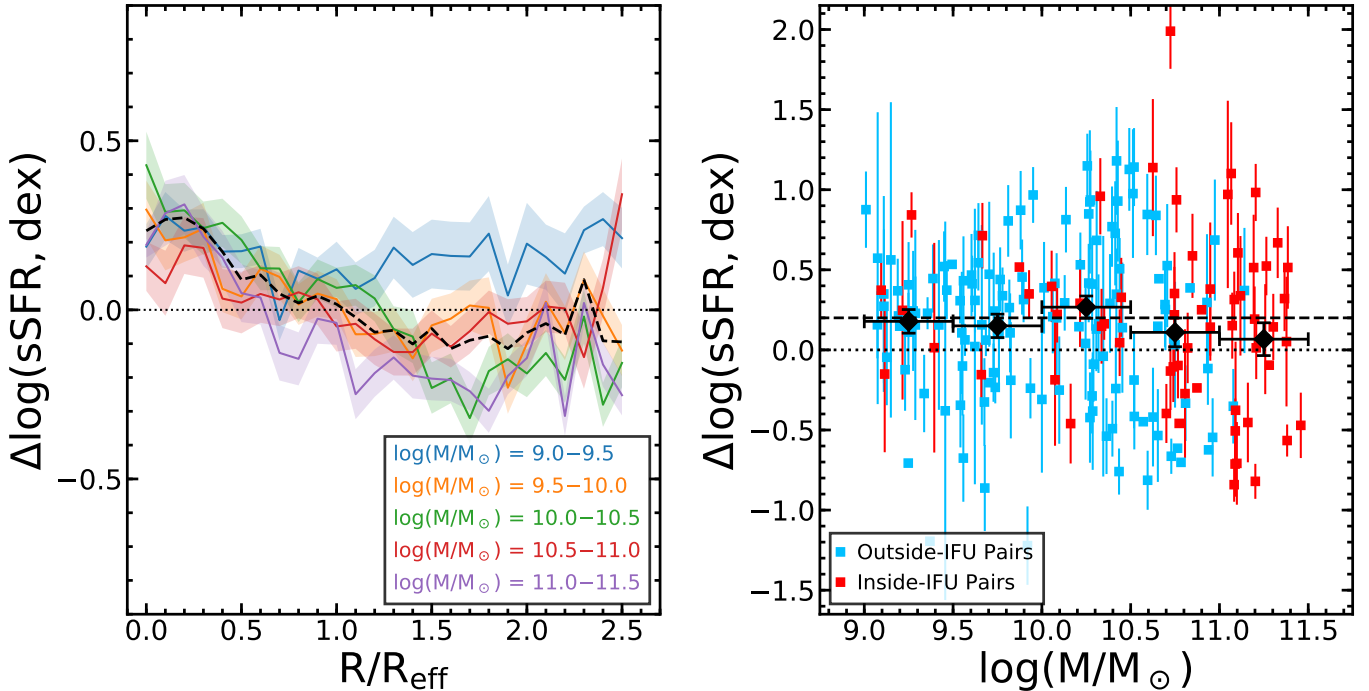 Δlog(sSFR, dex)
0.5
0.0
−0.5
0.0 0.5 1.0 1.5 2.0 2.5
R/R_eff
log(M/M_⊙) = 9.0−9.5
log(M/M_⊙) = 9.5−10.0
log(M/M_⊙) = 10.0−10.5
log(M/M_⊙) = 10.5−11.0
log(M/M_⊙) = 11.0−11.5
Δlog(sSFR, dex)
2.0
1.5
1.0
0.5
0.0
−0.5
−1.0
−1.5
9.0 9.5 10.0 10.5 11.0 11.5
log(M/M_⊙)
Outside-IFU Pairs
Inside-IFU Pairs